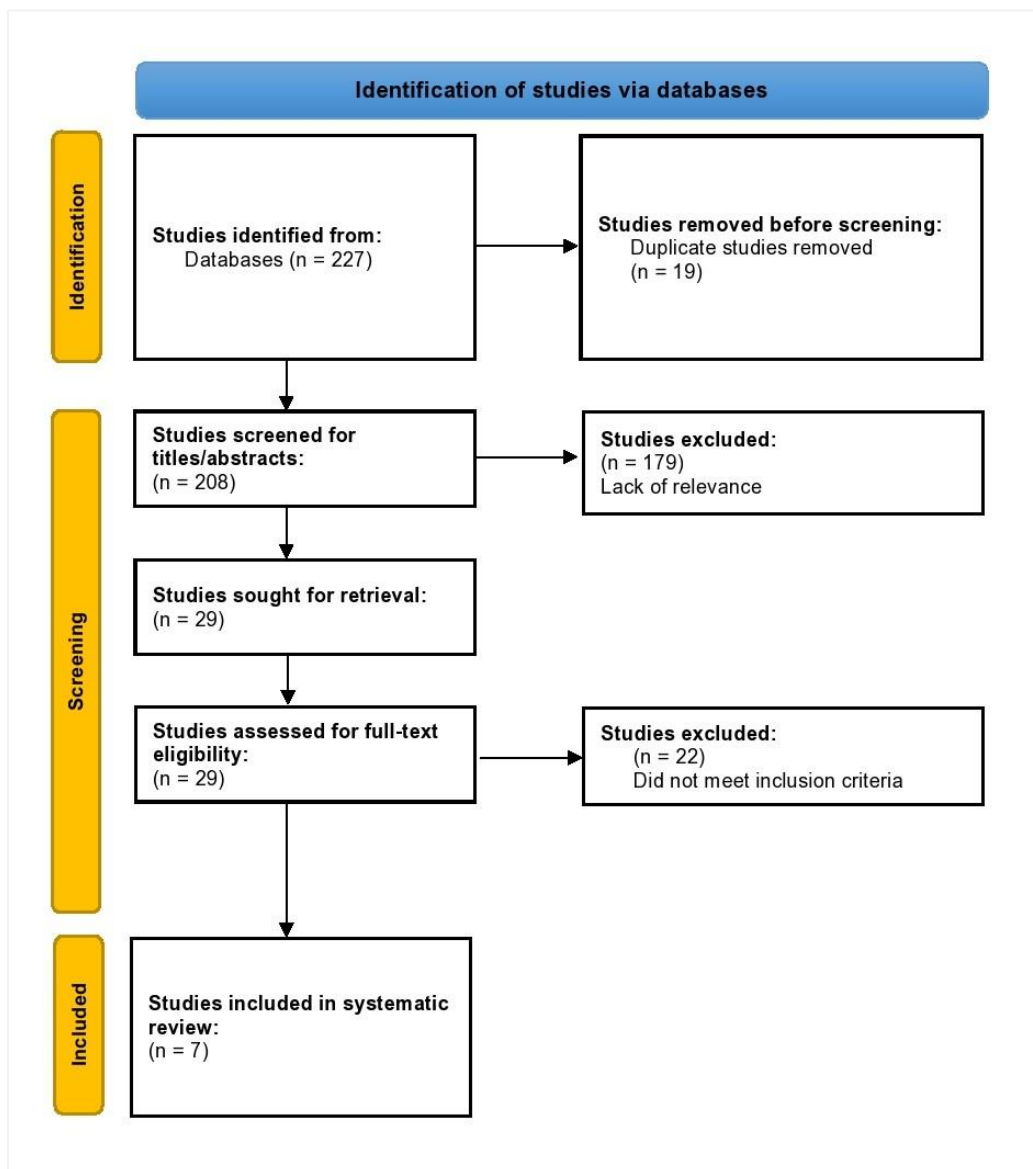 Identification of studies via databases
Identification
Studies identified from:
Databases (n = 227)
Studies removed before screening:
Duplicate studies removed
(n = 19)
Screening
Studies screened for
titles/abstracts:
(n = 208)
Studies excluded:
(n = 179)
Lack of relevance
Studies sought for retrieval:
(n = 29)
Studies assessed for full-text
eligibility:
(n = 29)
Studies excluded:
(n = 22)
Did not meet inclusion criteria
Included
Studies included in systematic
review:
(n = 7)